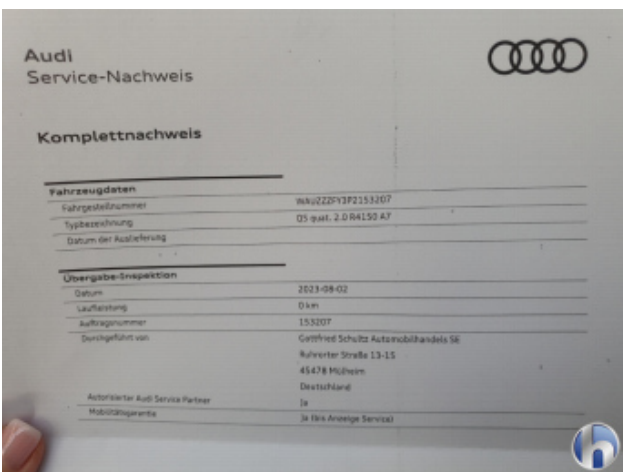 Audi
Service-Nachweis
Komplettnachweis
Fahrzeugdaten
Fahrgestellnummer WAUZZZFY3P2153207
Typbezeichnung Q5 quat. 2.0 R4150 A7
Datum der Auslieferung
Übergabe-Inspektion
Datum 2023-08-02
Laufleistung 0 km
Auftragsnummer 153207
Durchgeführt von Gottfried Schultz Automobilhandels SE
Ruhrorter Straße 13-15
45478 Mülheim
Deutschland
Autorisierter Audi Service Partner Ja
Mobilitätsgarantie Ja (bis Anzeige Service)
h